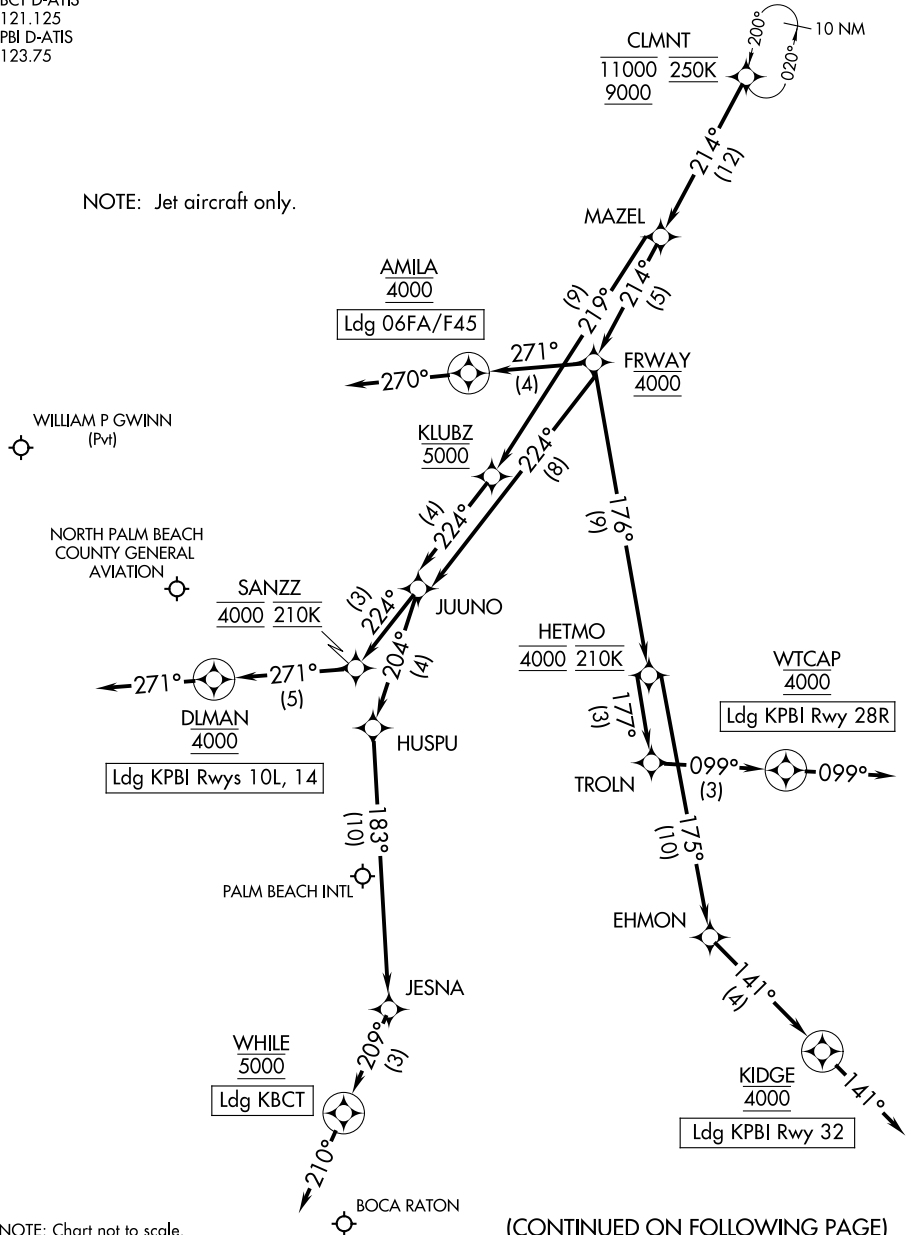 BCT D-ATIS
121.125
PBI D-ATIS
123.75
CLMNT
11000 250K
9000
200°
020°
10 NM
214°
(12)
NOTE: Jet aircraft only.
MAZEL
AMILA
4000
Ldg 06FA/F45
(9)
219°
214°
(5)
271°
(4)
270°
FRWAY
4000
WILLIAM P GWINN
(Pvt)
KLUBZ
5000
224°
(8)
(4)
224°
176°
(9)
NORTH PALM BEACH
COUNTY GENERAL
AVIATION
SANZZ
4000 210K
(3)
224°
JUUNO
204°
(4)
HETMO
4000 210K
WTCAP
4000
Ldg KPBI Rwy 28R
271°
271°
(5)
DLMAN
4000
Ldg KPBI Rwys 10L, 14
HUSPU
177°
(3)
TROLN
099°
(3)
099°
183°
(10)
175°
(10)
PALM BEACH INTL
EHMON
141°
(4)
JESNA
209°
(3)
WHILE
5000
Ldg KBCT
KIDGE
4000
Ldg KPBI Rwy 32
141°
210°
BOCA RATON
NOTE: Chart not to scale.
(CONTINUED ON FOLLOWING PAGE)